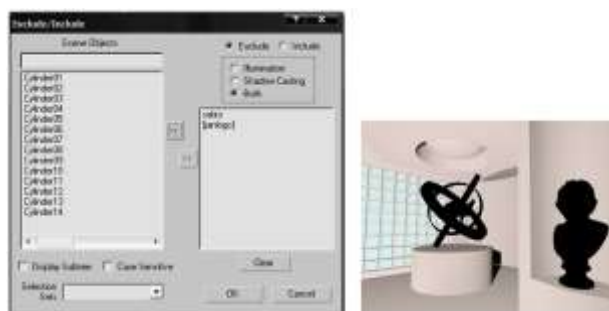 Exclude/Include
Scene Objects
Exclude
Include
Illumination
Shadow Casting
Both
Cylinder01
Cylinder02
Cylinder03
Cylinder04
Cylinder05
Cylinder06
Cylinder07
Cylinder08
Cylinder09
Cylinder10
Cylinder11
Cylinder12
Cylinder13
Cylinder14
Display Subtree
Case Sensitive
Clear
Selection
Sets:
OK
Cancel